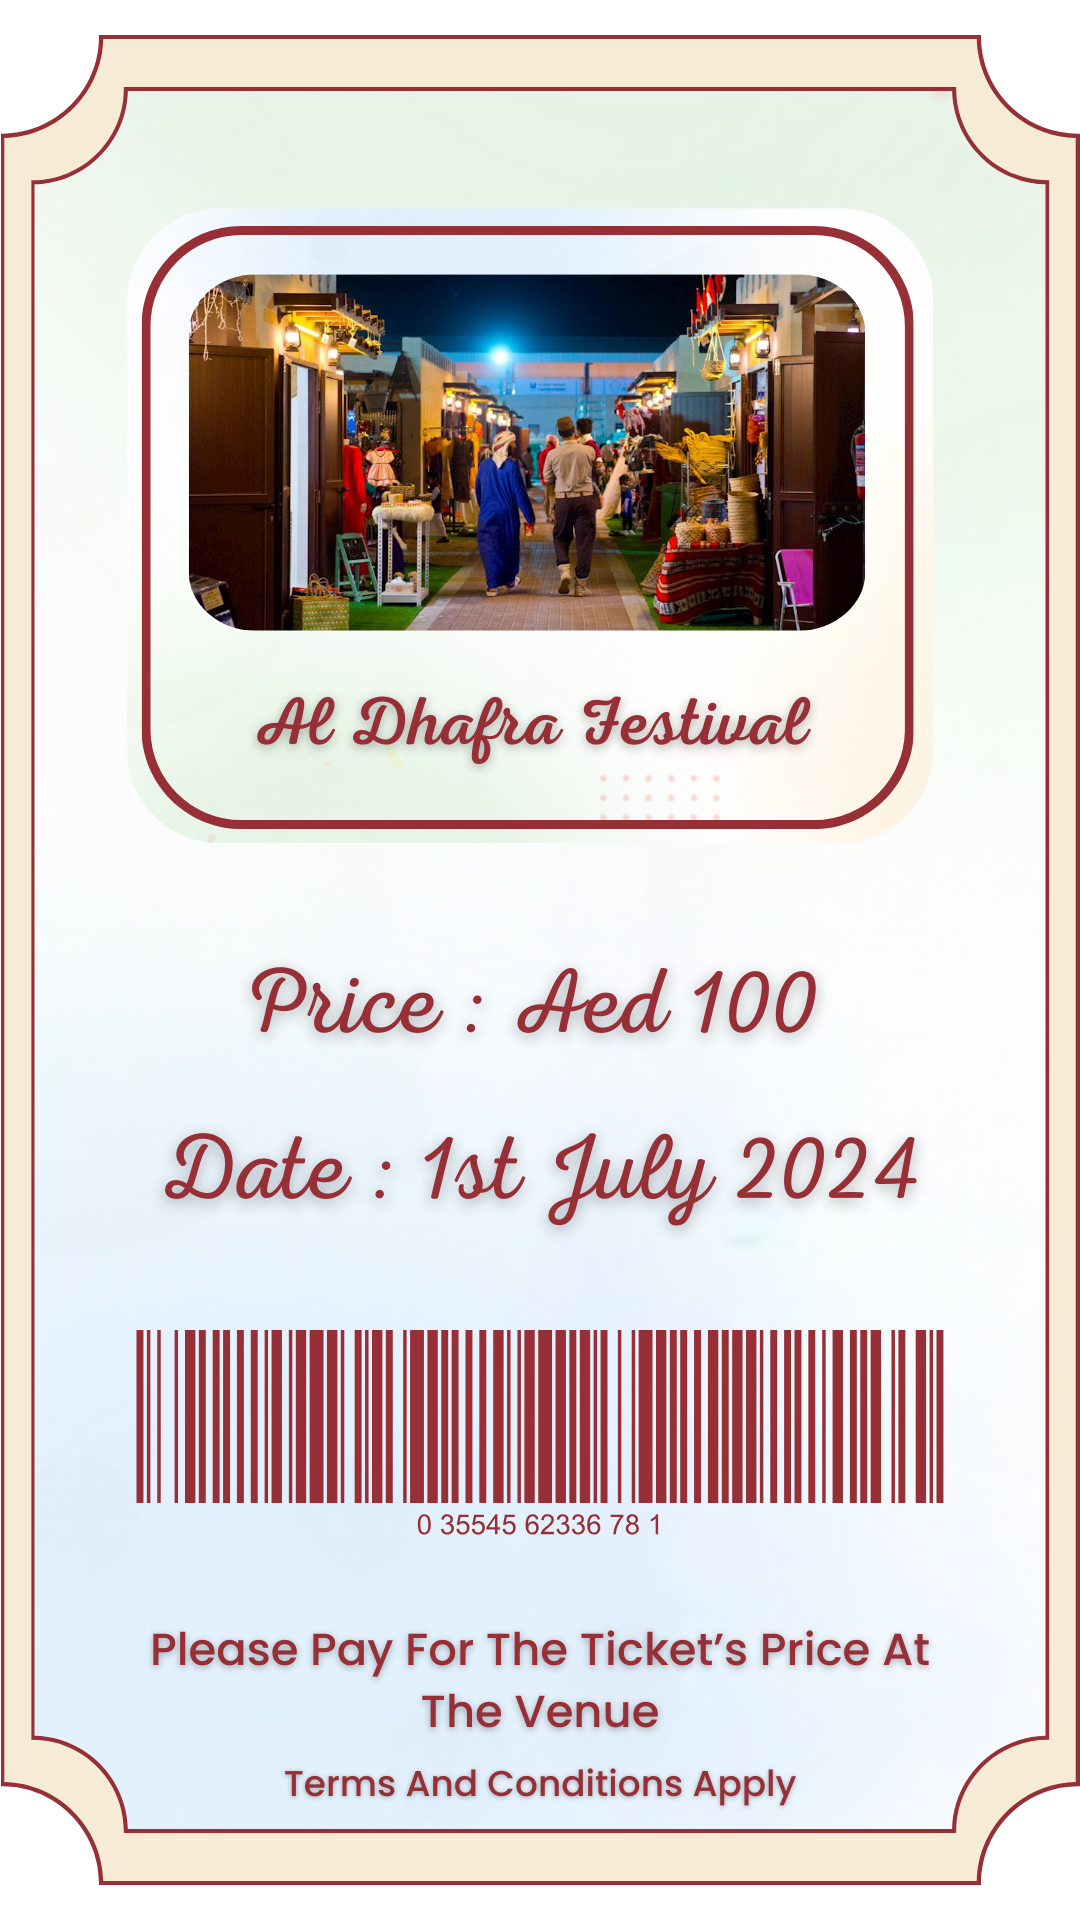 Al Dhafra Festival
Price : Aed 100
Date : 1st July 2024
0 35545 62336 78 1
Please Pay For The Ticket’s Price At
The Venue
Terms And Conditions Apply